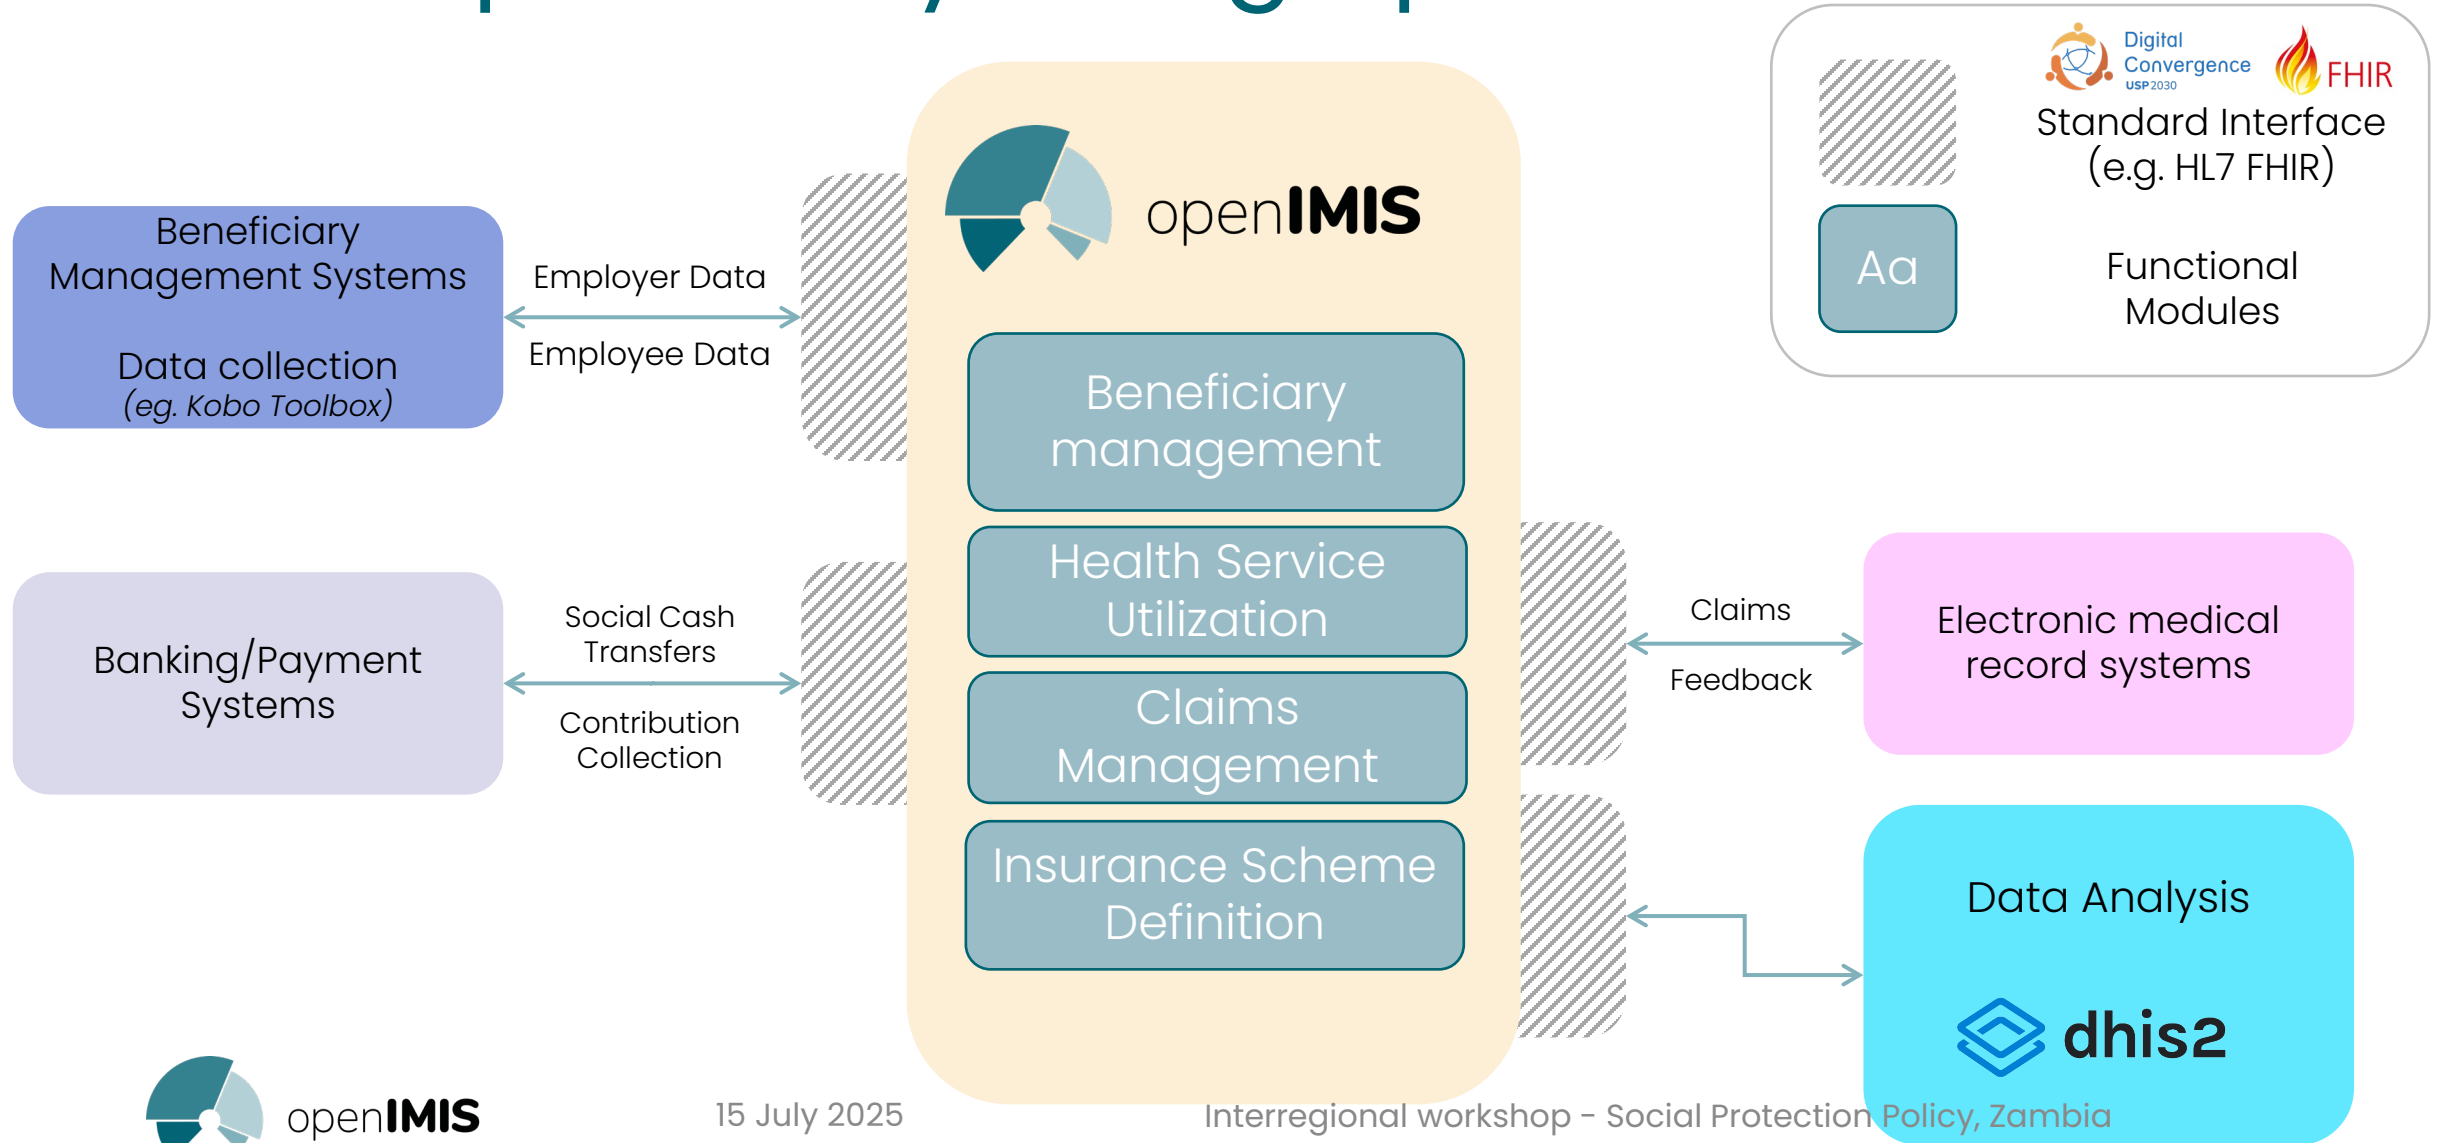 Digital
Convergence
USP2030
FHIR
Standard Interface
(e.g. HL7 FHIR)
Aa
Functional
Modules
openIMIS
Beneficiary
Management Systems
Data collection
(eg. Kobo Toolbox)
Employer Data
Employee Data
Beneficiary
management
Health Service
Utilization
Claims
Management
Insurance Scheme
Definition
Banking/Payment
Systems
Social Cash
Transfers
Contribution
Collection
Claims
Feedback
Electronic medical
record systems
Data Analysis
dhis2
openIMIS
15 July 2025
Interregional workshop - Social Protection Policy, Zambia